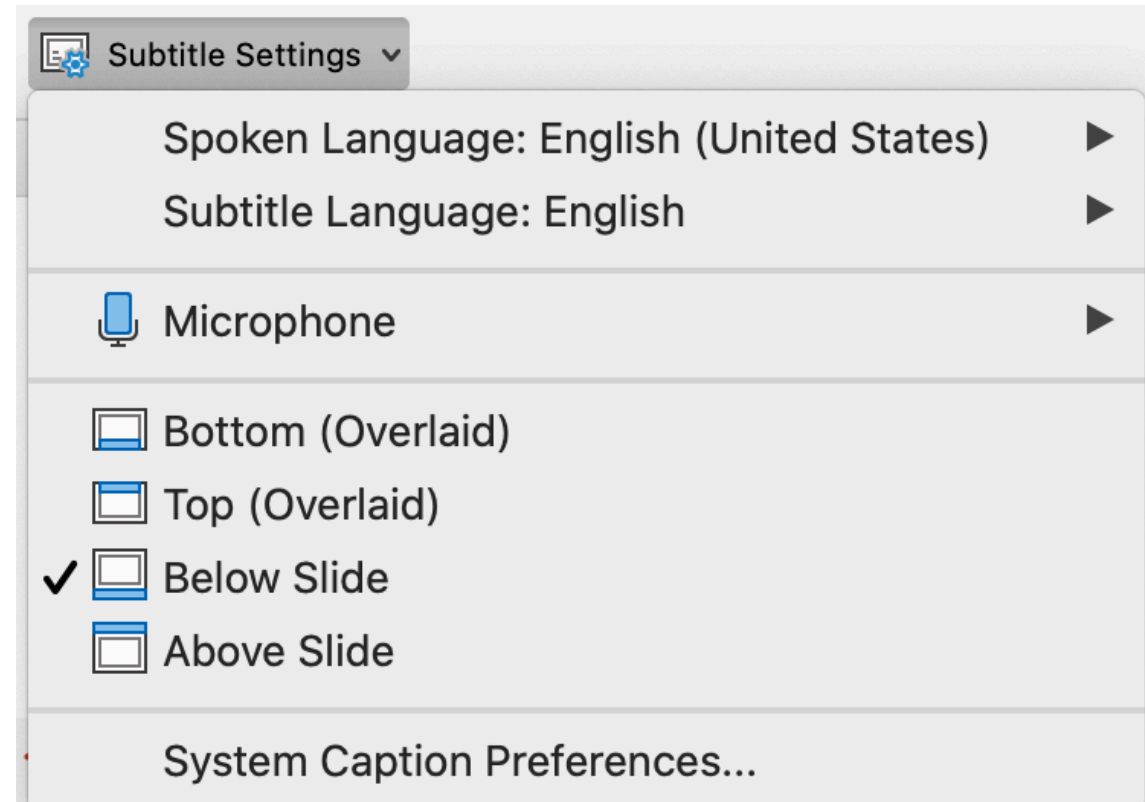 Subtitle Settings
Spoken Language: English (United States)
Subtitle Language: English
Microphone
Bottom (Overlaid)
Top (Overlaid)
Below Slide
Above Slide
System Caption Preferences...